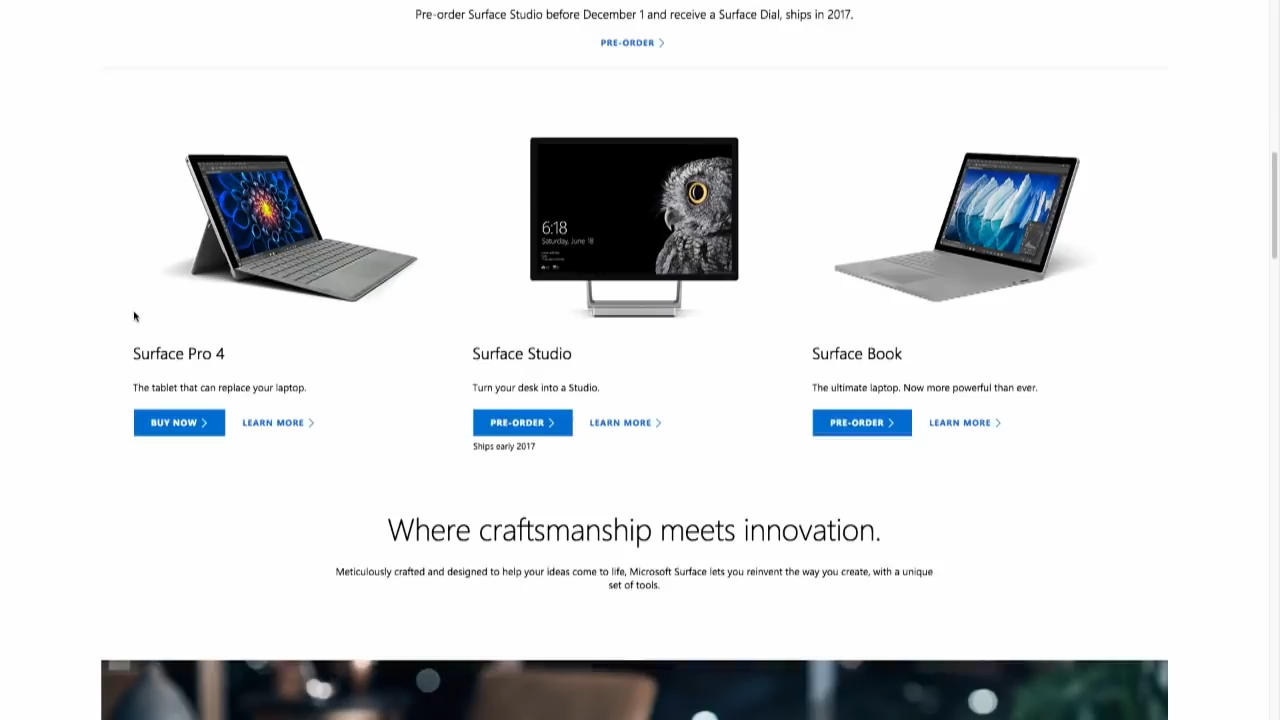 Pre-order Surface Studio before December 1 and receive a Surface Dial, ships in 2017.
PRE-ORDER >
6:18
Saturday, June 18
Surface Pro 4
Surface Studio
Surface Book
The tablet that can replace your laptop.
Turn your desk into a Studio.
The ultimate laptop. Now more powerful than ever.
BUY NOW > LEARN MORE >
PRE-ORDER > LEARN MORE >
PRE-ORDER > LEARN MORE >
Ships early 2017
Where craftsmanship meets innovation.
Meticulously crafted and designed to help your ideas come to life, Microsoft Surface lets you reinvent the way you create, with a unique
set of tools.